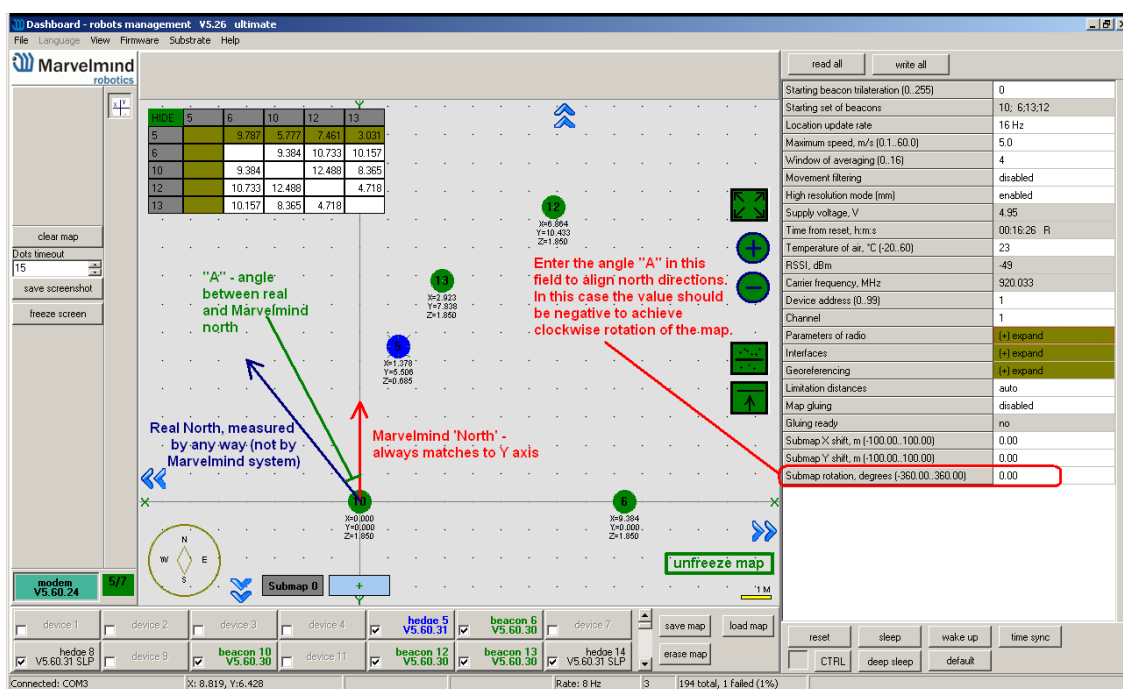 Dashboard - robots management V5.26 ultimate
File Language View Firmware Substrate Help
Marvelmind
robotics
clear map
Dots timeout
15
save screenshot
freeze screen
modem
V5.60.24
5/7
HIDE 5 6 10 12 13
5 9.787 5.777 7.461 3.031
6 9.384 10.733 10.157
10 9.384 12.488 8.365
12 10.733 12.488 4.718
13 10.157 8.365 4.718
Y
12
X=6.864
Y=10.433
Z=1.850
13
X=2.923
Y=7.838
Z=1.850
5
X=1.378
Y=5.506
Z=0.685
"A" - angle
between real
and Marvelmind
north
Enter the angle "A" in this
field to align north directions.
In this case the value should
be negative to achieve
clockwise rotation of the map.
Real North, measured
by any way (not by
Marvelmind system)
Marvelmind 'North' -
always matches to Y axis
X
10
X=0.000
Y=0.000
Z=1.850
6
X=9.384
Y=0.000
Z=1.850
X
N
W E
S
Submap 0
+
Y
unfreeze map
1 M
read all
write all
Starting beacon trilateration (0..255) 0
Starting set of beacons 10; 6;13;12
Location update rate 16 Hz
Maximum speed, m/s (0.1..60.0) 5.0
Window of averaging (0..16) 4
Movement filtering disabled
High resolution mode (mm) enabled
Supply voltage, V 4.95
Time from reset, h:m:s 00:16:26 R
Temperature of air, °C (-20..60) 23
RSSI, dBm -49
Carrier frequency, MHz 920.033
Device address (0..99) 1
Channel 1
Parameters of radio (+) expand
Interfaces (+) expand
Georeferencing (+) expand
Limitation distances auto
Map gluing disabled
Gluing ready no
Submap X shift, m (-100.00..100.00) 0.00
Submap Y shift, m (-100.00..100.00) 0.00
Submap rotation, degrees (-360.00..360.00) 0.00
device 1
device 2
device 3
device 4
hedge 5
V5.60.31
beacon 6
V5.60.30
device 7
save map
load map
hedge 8
V5.60.31 SLP
device 9
beacon 10
V5.60.30
device 11
beacon 12
V5.60.30
beacon 13
V5.60.30
hedge 14
V5.60.31 SLP
erase map
reset
sleep
wake up
time sync
CTRL
deep sleep
default
Connected: COM3
X: 8.819, Y:6.428
Rate: 8 Hz
3
194 total, 1 failed (1%)